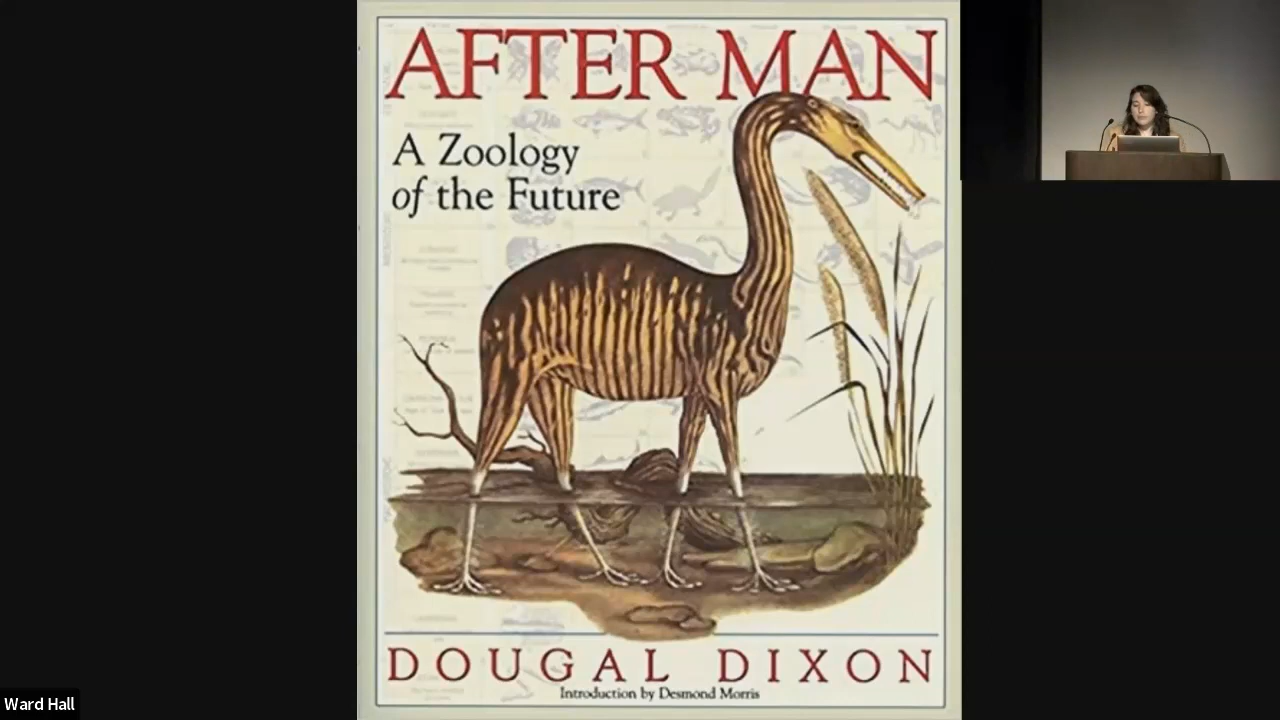 AFTER MAN
A Zoology
of the Future
DOUGAL DIXON
Introduction by Desmond Morris
Ward Hall